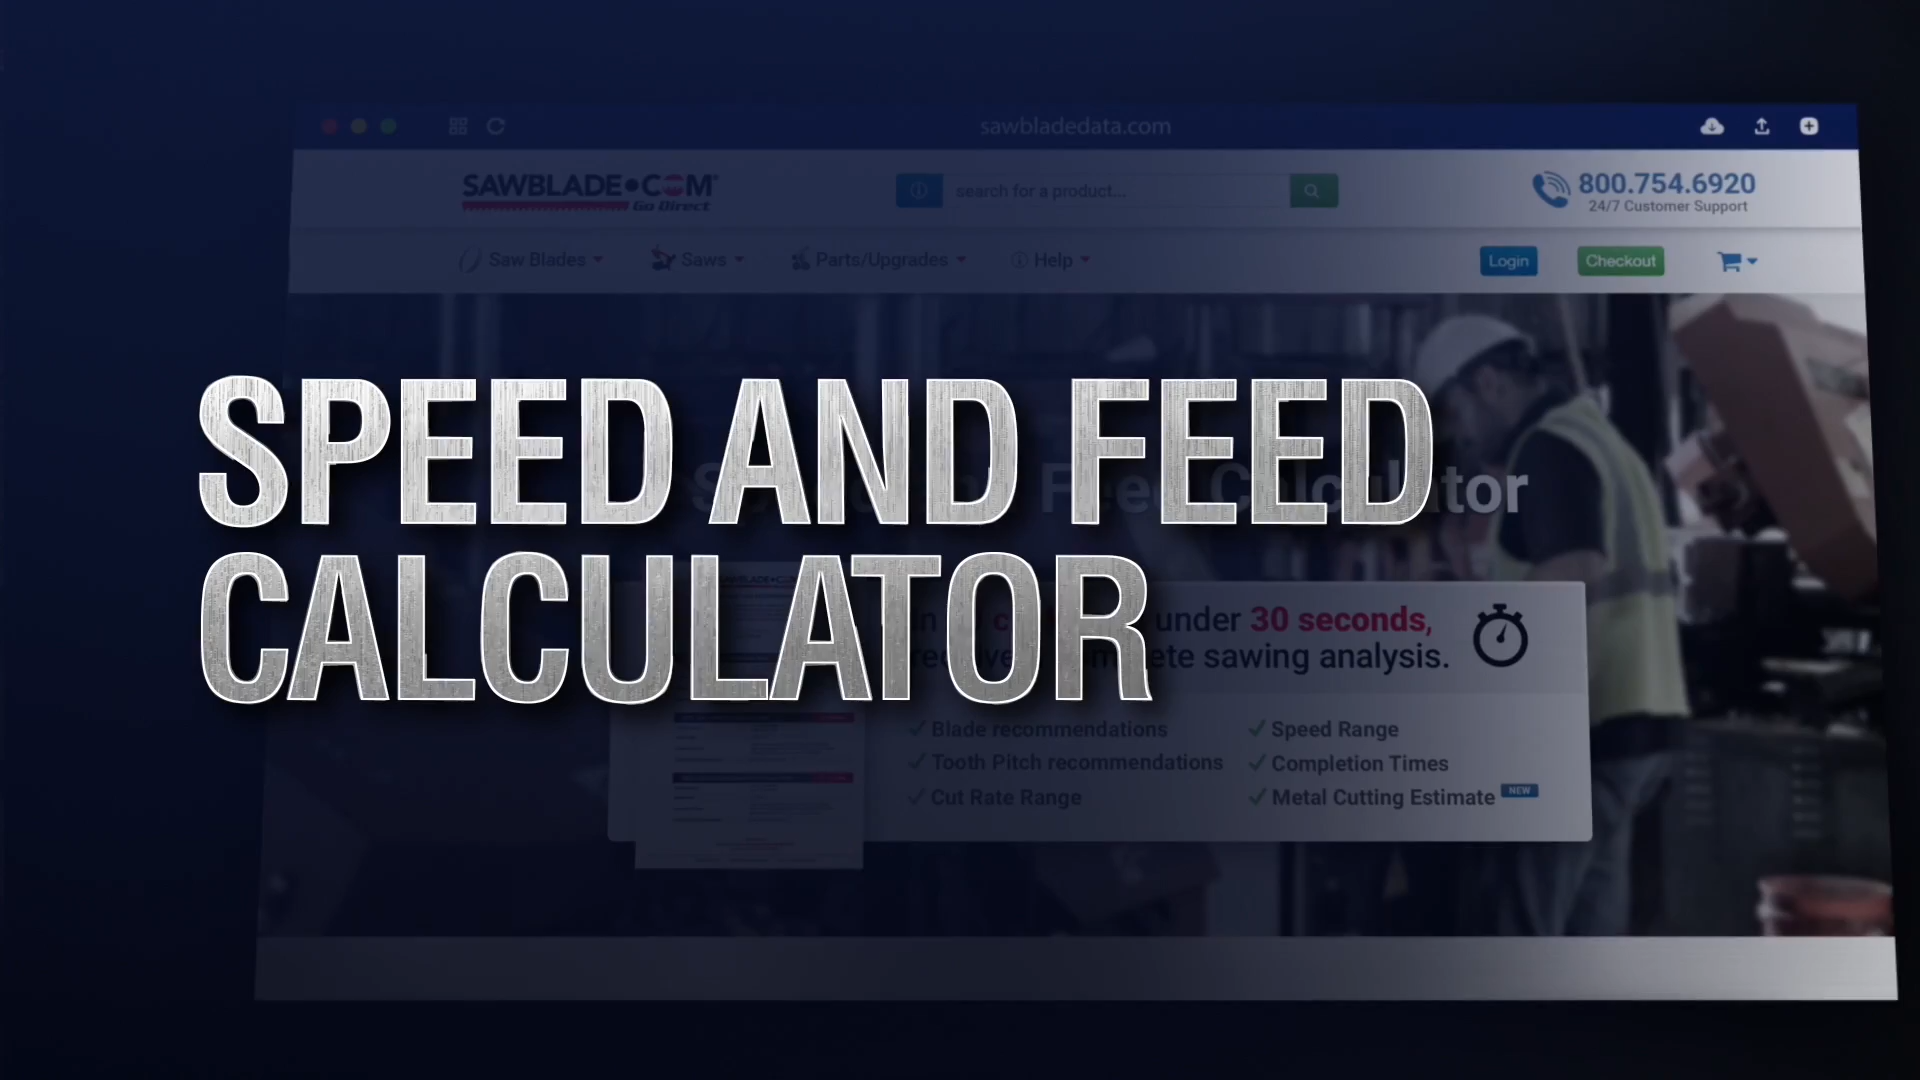 sawbladedata.com
SAWBLADE.COM
Go Direct
search for a product...
800.754.6920
24/7 Customer Support
Saw Blades
Saws
Parts/Upgrades
Help
Login
Checkout
SPEED AND FEED
CALCULATOR
Feed Calculator
under 30 seconds,
sawing analysis.
Blade recommendations
Tooth Pitch recommendations
Cut Rate Range
Speed Range
Completion Times
Metal Cutting Estimate NEW